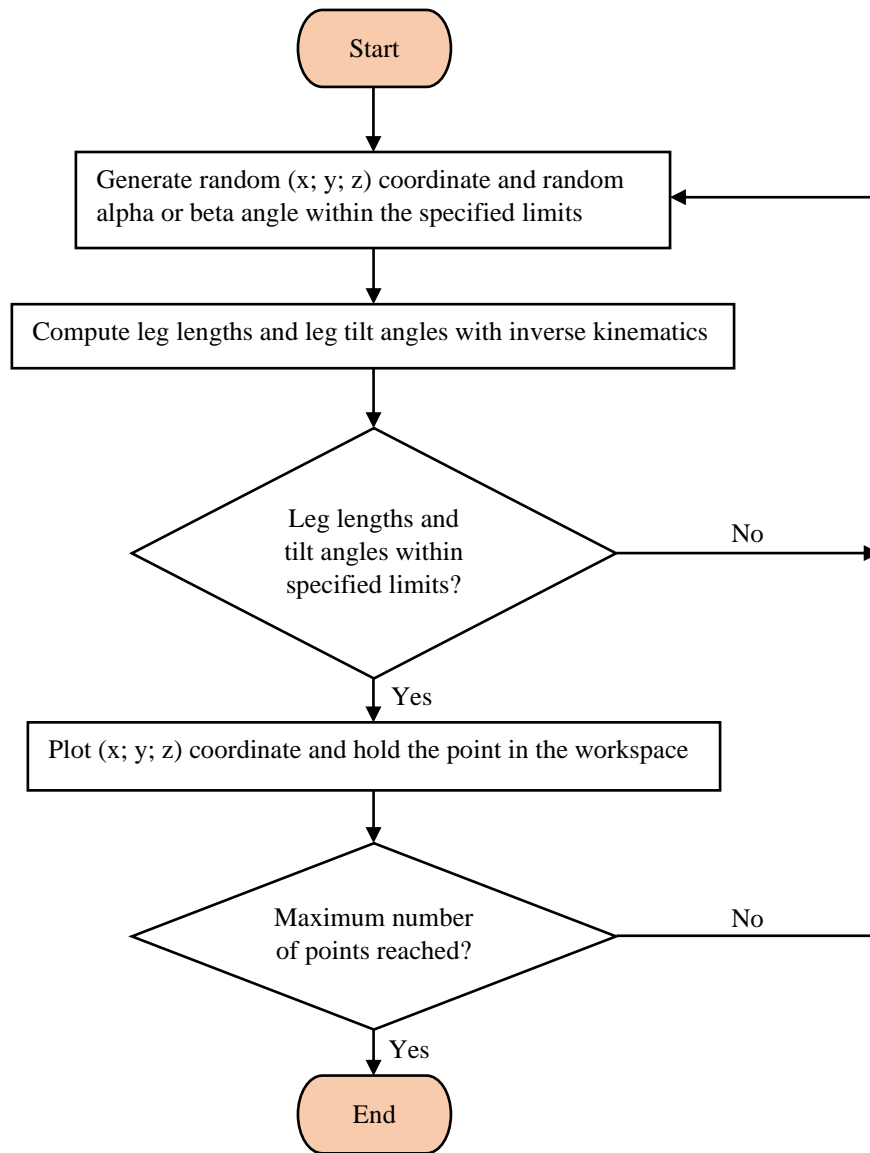 Start
Generate random (x; y; z) coordinate and random
alpha or beta angle within the specified limits
Compute leg lengths and leg tilt angles with inverse kinematics
Leg lengths and
tilt angles within
specified limits?
No
Yes
Plot (x; y; z) coordinate and hold the point in the workspace
Maximum number
of points reached?
No
Yes
End